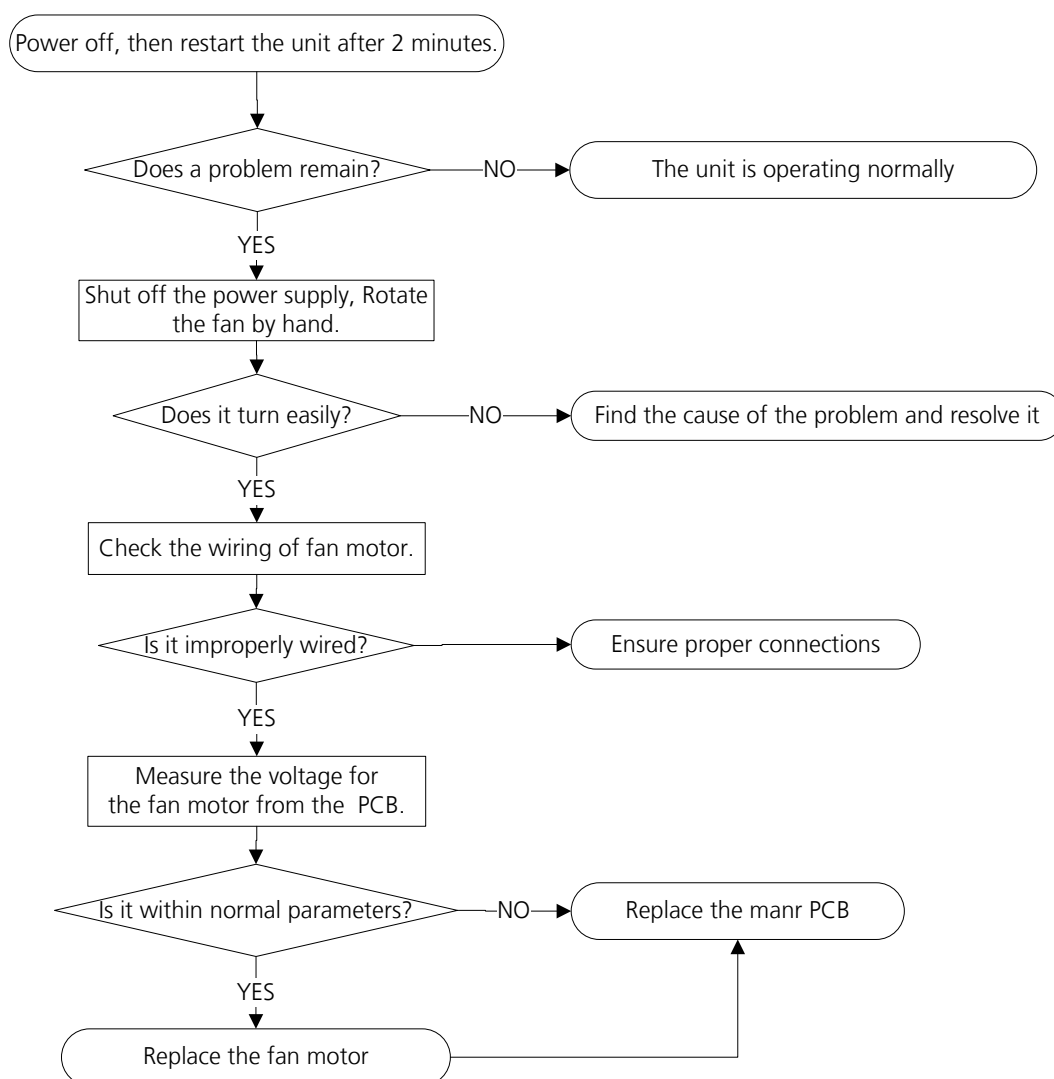 Power off, then restart the unit after 2 minutes.
Does a problem remain?
NO
The unit is operating normally
YES
Shut off the power supply, Rotate
the fan by hand.
Does it turn easily?
NO
Find the cause of the problem and resolve it
YES
Check the wiring of fan motor.
Is it improperly wired?
Ensure proper connections
YES
Measure the voltage for
the fan motor from the PCB.
Is it within normal parameters?
NO
Replace the manr PCB
YES
Replace the fan motor